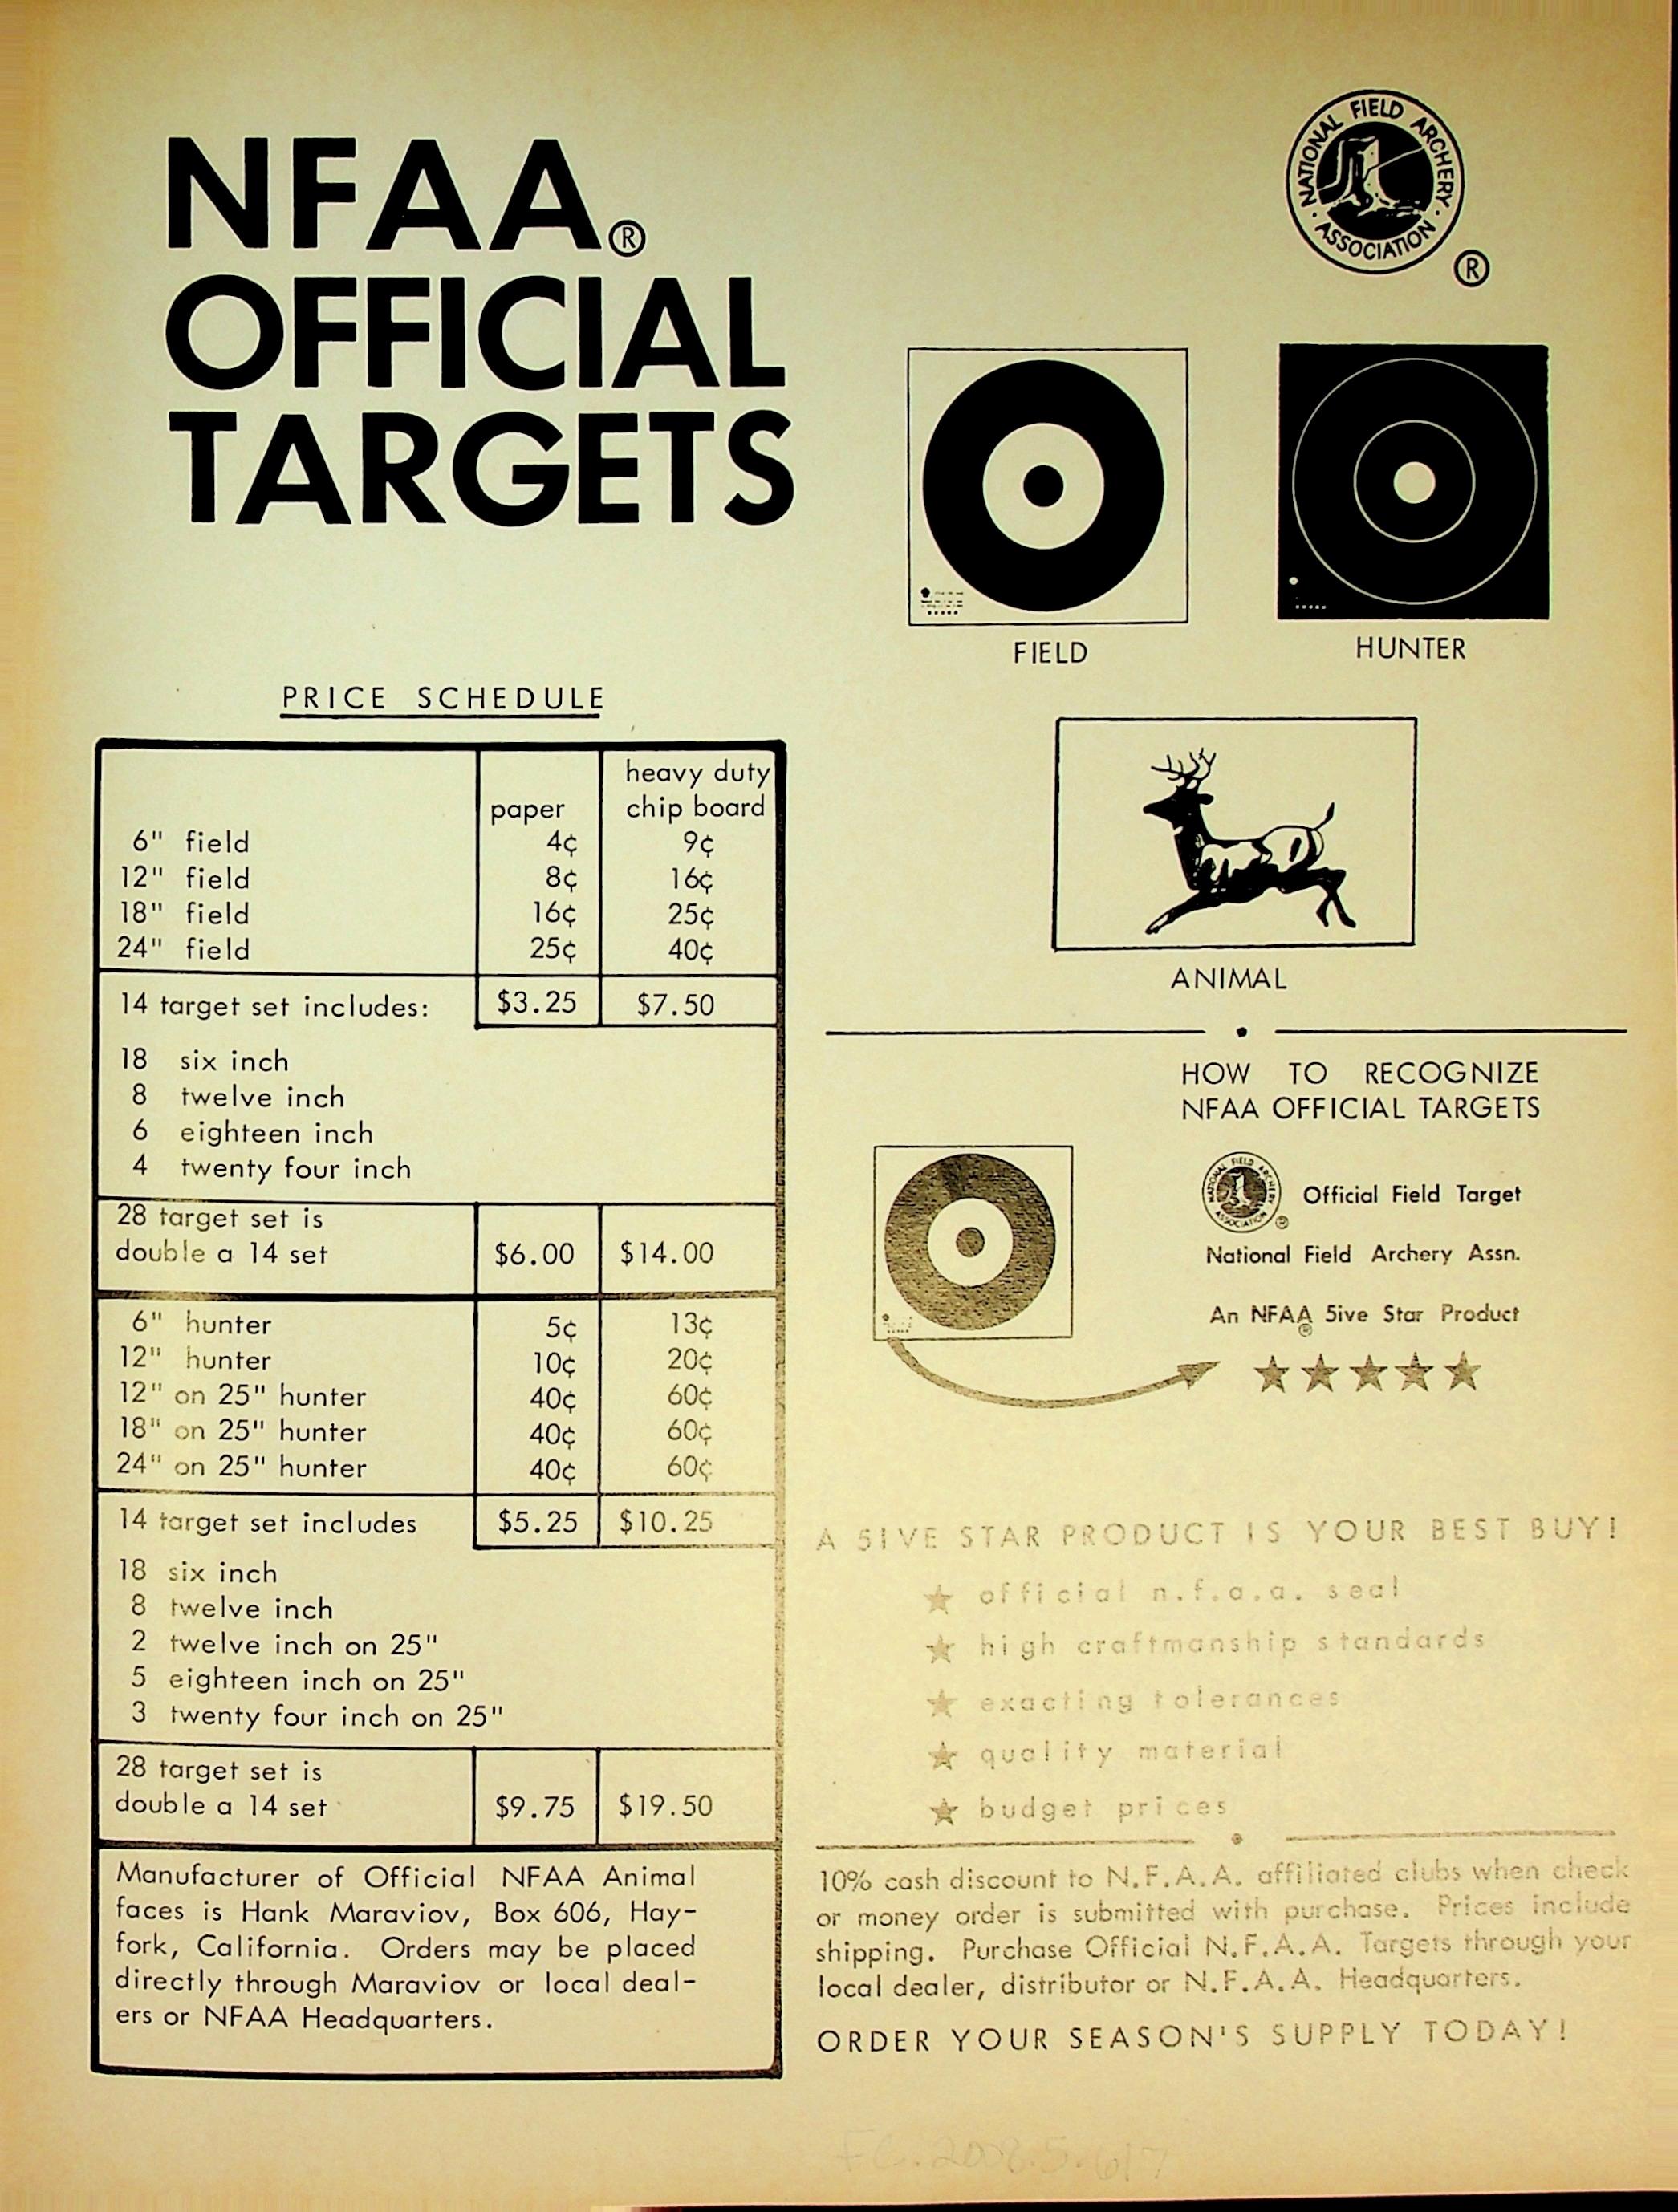 NFAA®
OFFICIAL
TARGETS
NATIONAL FIELD ARCHERY
· ASSOCIATION ·
®
FIELD
HUNTER
ANIMAL
PRICE SCHEDULE
paper heavy duty chip board
6" field 4¢ 9¢
12" field 8¢ 16¢
18" field 16¢ 25¢
24" field 25¢ 40¢
14 target set includes: $3.25 $7.50
18 six inch
8 twelve inch
6 eighteen inch
4 twenty four inch
28 target set is
double a 14 set $6.00 $14.00
6" hunter 5¢ 13¢
12" hunter 10¢ 20¢
12" on 25" hunter 40¢ 60¢
18" on 25" hunter 40¢ 60¢
24" on 25" hunter 40¢ 60¢
14 target set includes $5.25 $10.25
18 six inch
8 twelve inch
2 twelve inch on 25"
5 eighteen inch on 25"
3 twenty four inch on 25"
28 target set is
double a 14 set $9.75 $19.50
Manufacturer of Official NFAA Animal
faces is Hank Maraviov, Box 606, Hay-
fork, California. Orders may be placed
directly through Maraviov or local deal-
ers or NFAA Headquarters.
HOW TO RECOGNIZE
NFAA OFFICIAL TARGETS
NATIONAL FIELD ARCHERY
ASSOCIATION
®
Official Field Target
National Field Archery Assn.
An NFAA® 5ive Star Product
A 5IVE STAR PRODUCT IS YOUR BEST BUY!
★ official n.f.a.a. seal
★ high craftmanship standards
★ exacting tolerances
★ quality material
★ budget prices
10% cash discount to N.F.A.A. affiliated clubs when check
or money order is submitted with purchase. Prices include
shipping. Purchase Official N.F.A.A. Targets through your
local dealer, distributor or N.F.A.A. Headquarters.
ORDER YOUR SEASON'S SUPPLY TODAY!
FG.2008.5.617